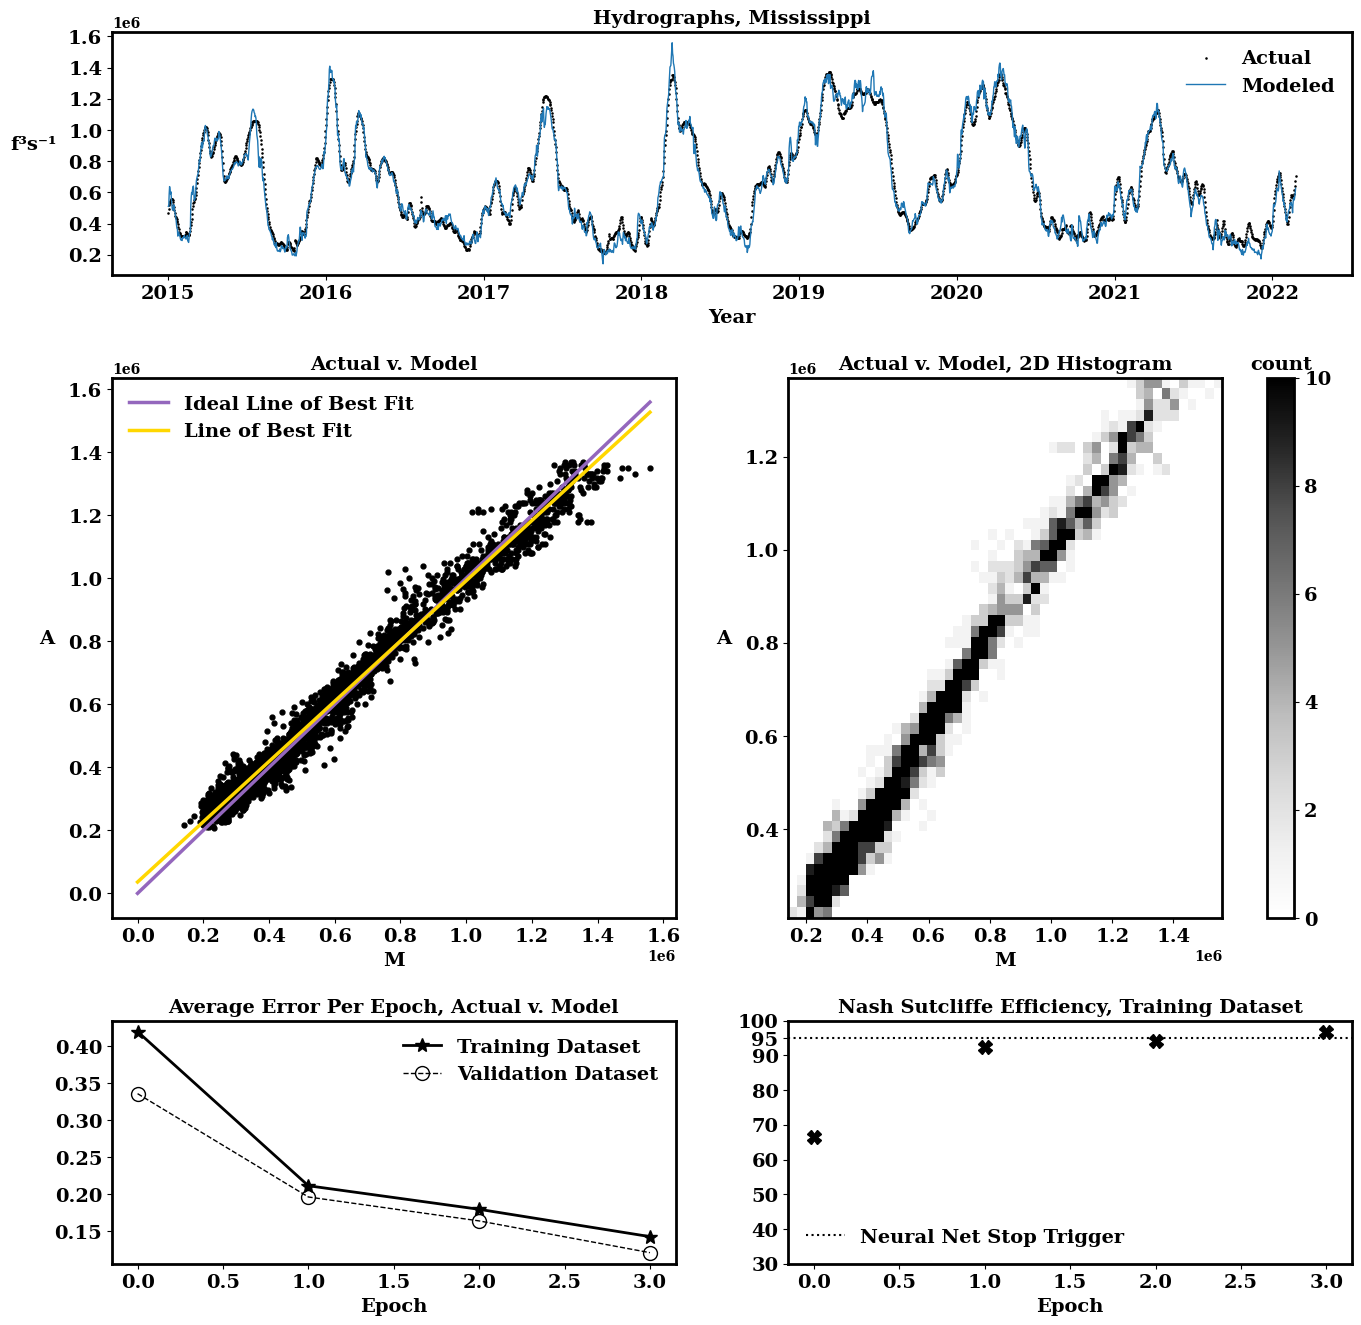 Hydrographs, Mississippi
1e6
1.6
1.4
1.2
1.0
0.8
0.6
0.4
0.2
f³s⁻¹
Actual
Modeled
2015 2016 2017 2018 2019 2020 2021 2022
Year
Actual v. Model
1e6
1.6
1.4
1.2
1.0
0.8
0.6
0.4
0.2
0.0
A
Ideal Line of Best Fit
Line of Best Fit
0.0 0.2 0.4 0.6 0.8 1.0 1.2 1.4 1.6
M
1e6
Actual v. Model, 2D Histogram
1e6
1.2
1.0
0.8
0.6
0.4
A
0.2 0.4 0.6 0.8 1.0 1.2 1.4
M
1e6
count
10
8
6
4
2
0
Average Error Per Epoch, Actual v. Model
0.40
0.35
0.30
0.25
0.20
0.15
Training Dataset
Validation Dataset
0.0 0.5 1.0 1.5 2.0 2.5 3.0
Epoch
Nash Sutcliffe Efficiency, Training Dataset
100
95
90
80
70
60
50
40
30
Neural Net Stop Trigger
0.0 0.5 1.0 1.5 2.0 2.5 3.0
Epoch